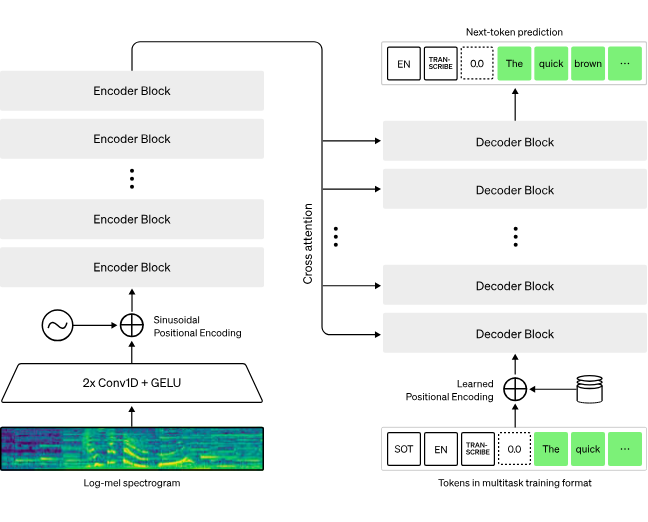 Next-token prediction
EN
TRAN-
SCRIBE
0.0
The
quick
brown
...
Encoder Block
Encoder Block
Encoder Block
Encoder Block
Cross attention
Decoder Block
Decoder Block
Decoder Block
Decoder Block
Sinusoidal
Positional Encoding
2x Conv1D + GELU
Learned
Positional Encoding
SOT
EN
TRAN-
SCRIBE
0.0
The
quick
...
Log-mel spectrogram
Tokens in multitask training format